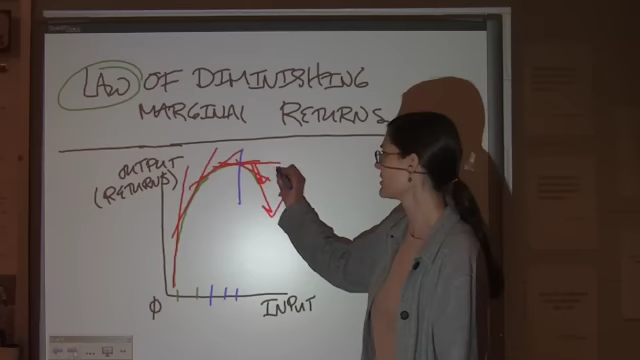 LAW OF DIMINISHING
MARGINAL RETURNS
OUTPUT
(RETURNS)
Φ
INPUT